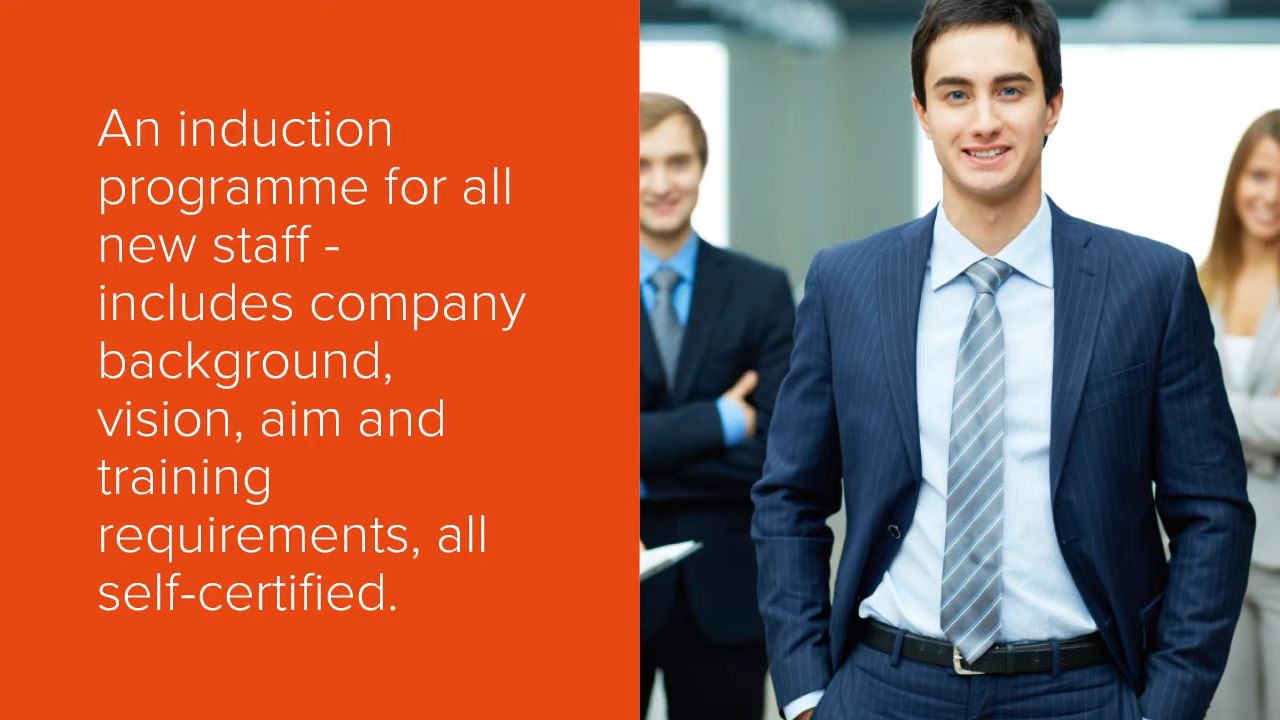 An induction
programme for all
new staff -
includes company
background,
vision, aim and
training
requirements, all
self-certified.